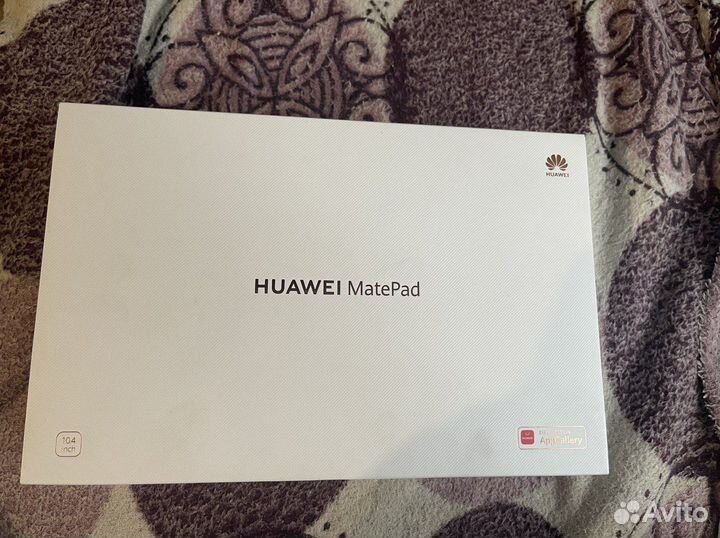 HUAWEI
HUAWEI MatePad
10.4
inch
AppGallery
Avito